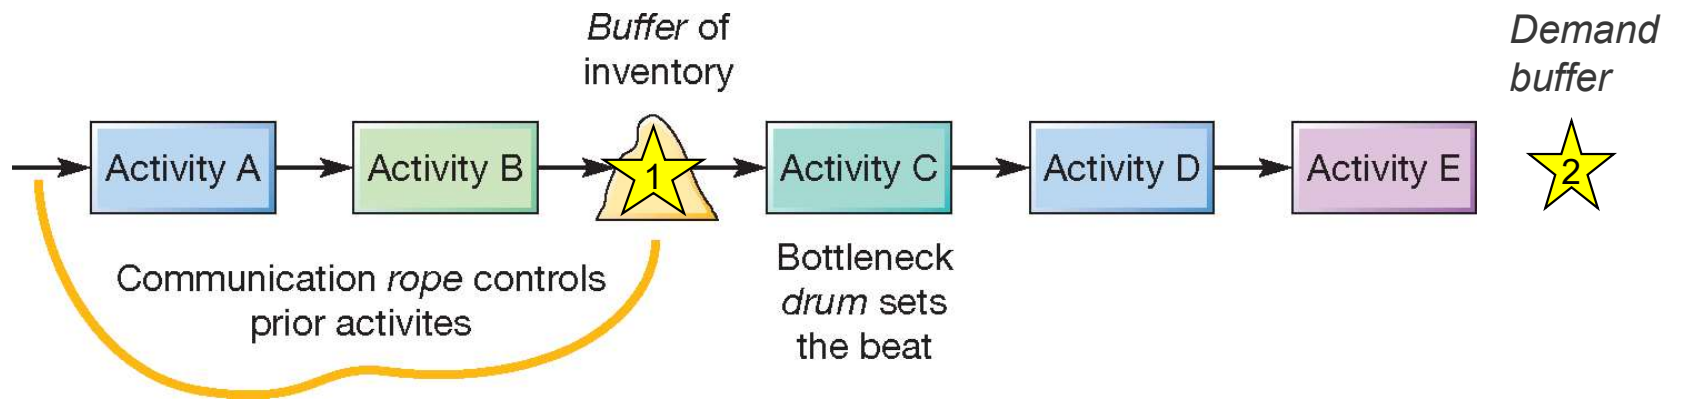 Buffer of
inventory
Demand
buffer
Activity A
Activity B
1
Activity C
Activity D
Activity E
2
Communication rope controls
prior activites
Bottleneck
drum sets
the beat